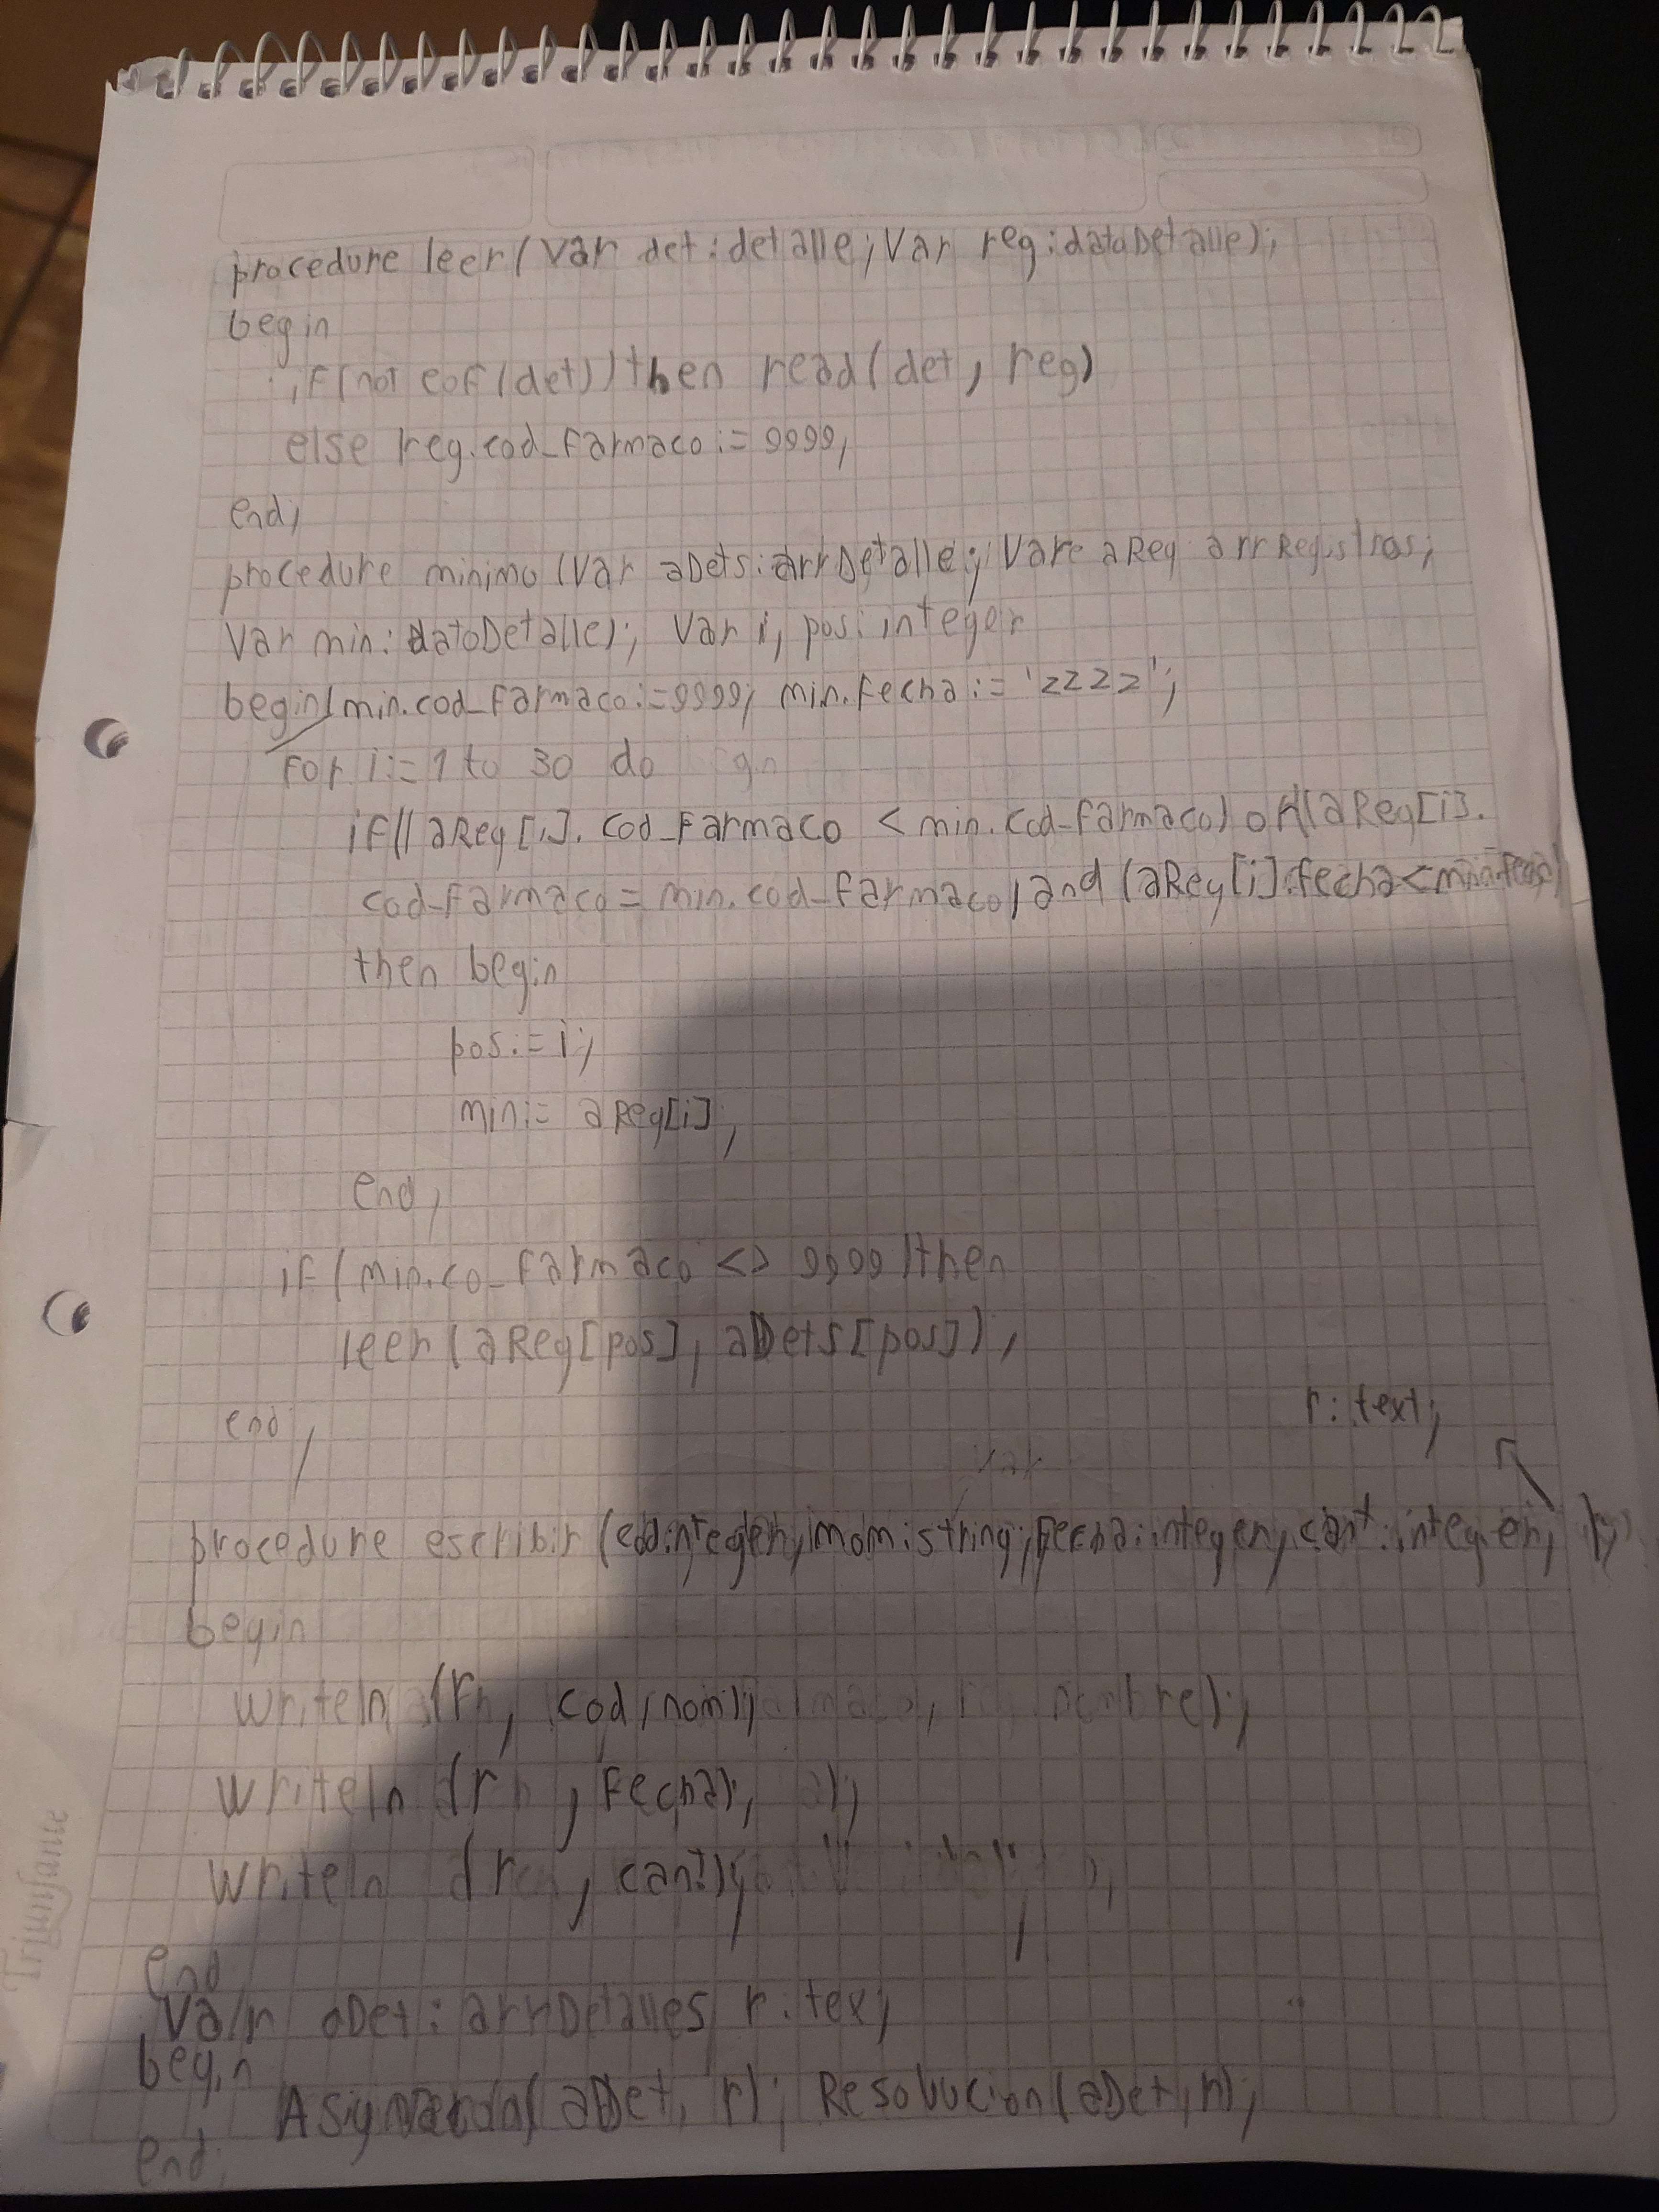 procedure leer(Var det:detalle;Var reg:datoDetalle);
begin
if(not eof(det))then read(det, reg)
else reg.cod_farmaco:=9999;
end;
procedure minimo(Var aDets:arrDetalle; Var aReg arrRegistros;
Var min:datoDetalle); Var i, pos:integer
begin min.cod_farmaco:=9999; min.fecha:='zzzz';
for i:=1 to 30 do
if((aReg[i].cod_farmaco < min.cod_farmaco) or (aReg[i].
cod_farmaco = min.cod_farmaco) and (aReg[i].fecha<min.fecha)
then begin
pos:=i;
min:= aReg[i];
end;
if(min.co_farmaco <> 9999)then
leer(aReg[pos], aDets[pos]);
end;
r: text;
Var
procedure escribir(cod:integer; nom:string; fecha:integer; cant:integer;
begin
writeln (r, cod, nom);
writeln (r, fecha);
writeln (r, cant);
end
Var aDet:arrDetalles r:tex;
begin
(aDet, r); Resolucion(aDet,r);
end;
Triunfante